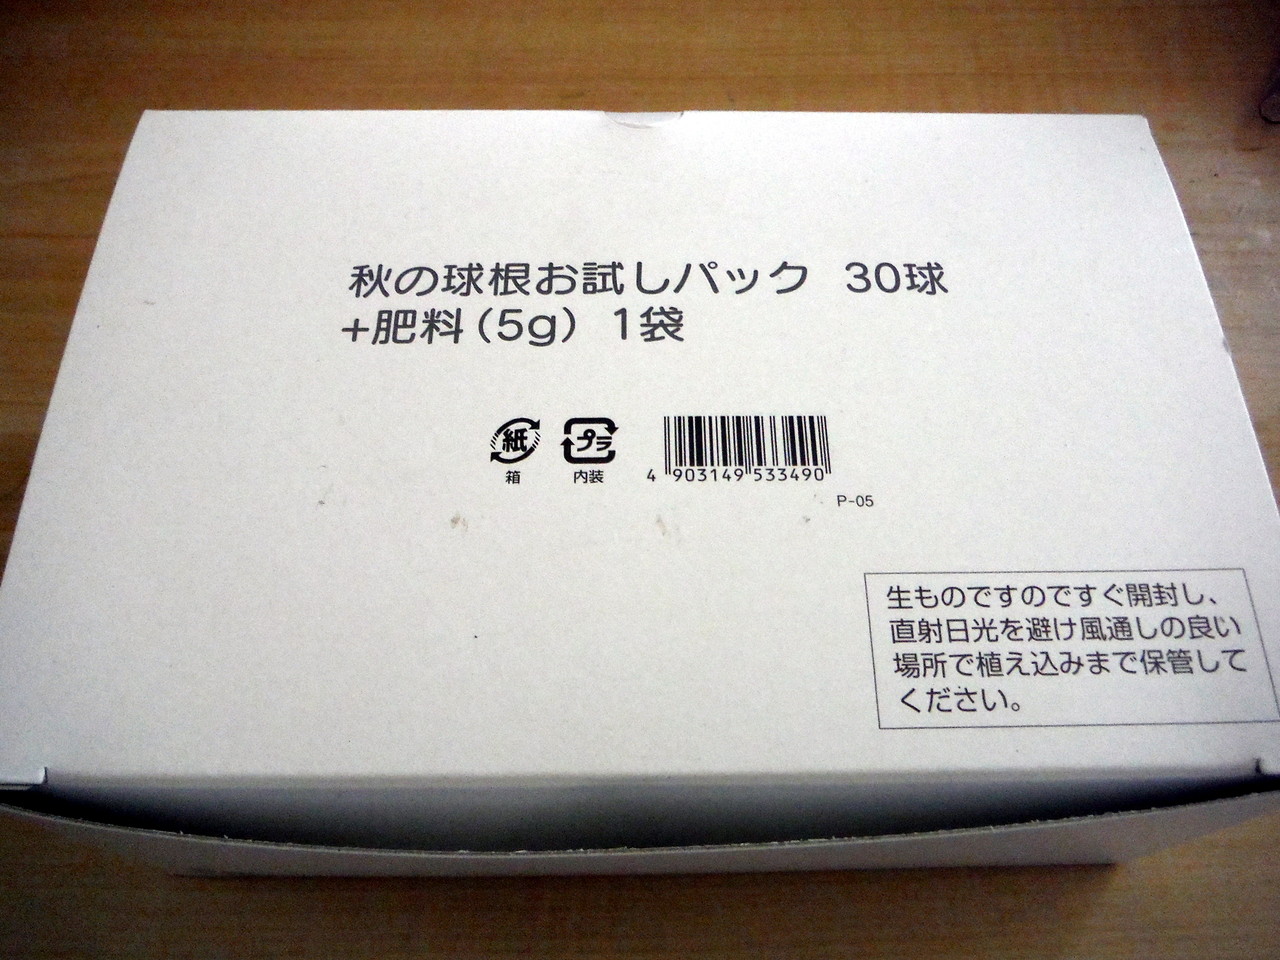 秋の球根お試しパック 30球
+肥料(5g) 1袋
紙 プラ
箱 内装
4 903149 533490
P-05
生ものですのですぐ開封し、
直射日光を避け風通しの良い
場所で植え込みまで保管して
ください。